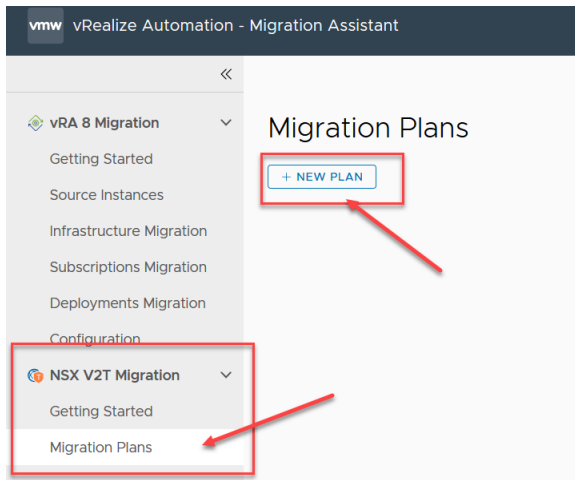 vmw vRealize Automation - Migration Assistant
«
vRA 8 Migration
Getting Started
Source Instances
Infrastructure Migration
Subscriptions Migration
Deployments Migration
Configuration
NSX V2T Migration
Getting Started
Migration Plans
Migration Plans
+ NEW PLAN